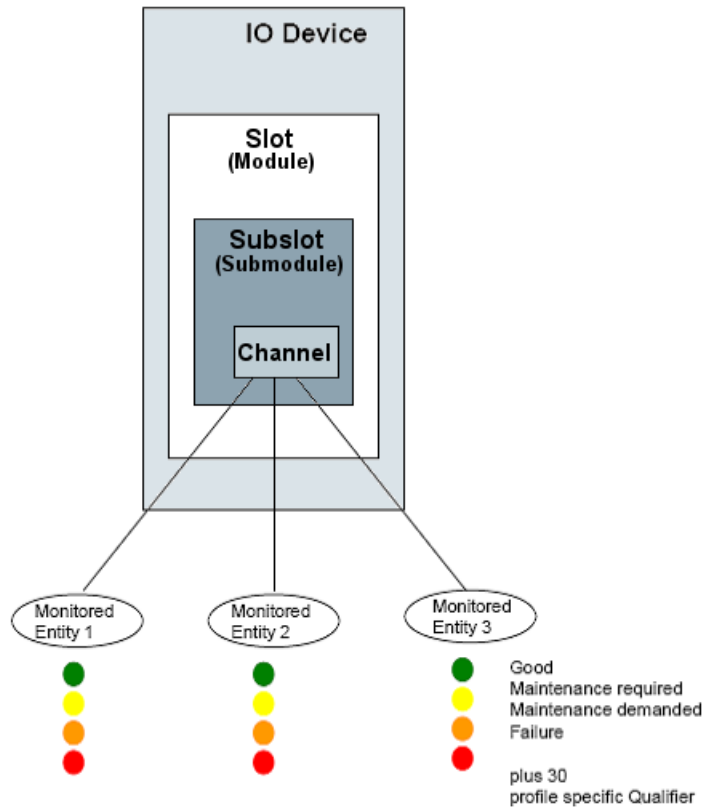 IO Device
Slot
(Module)
Subslot
(Submodule)
Channel
Monitored
Entity 1
Monitored
Entity 2
Monitored
Entity 3
Good
Maintenance required
Maintenance demanded
Failure
plus 30
profile specific Qualifier